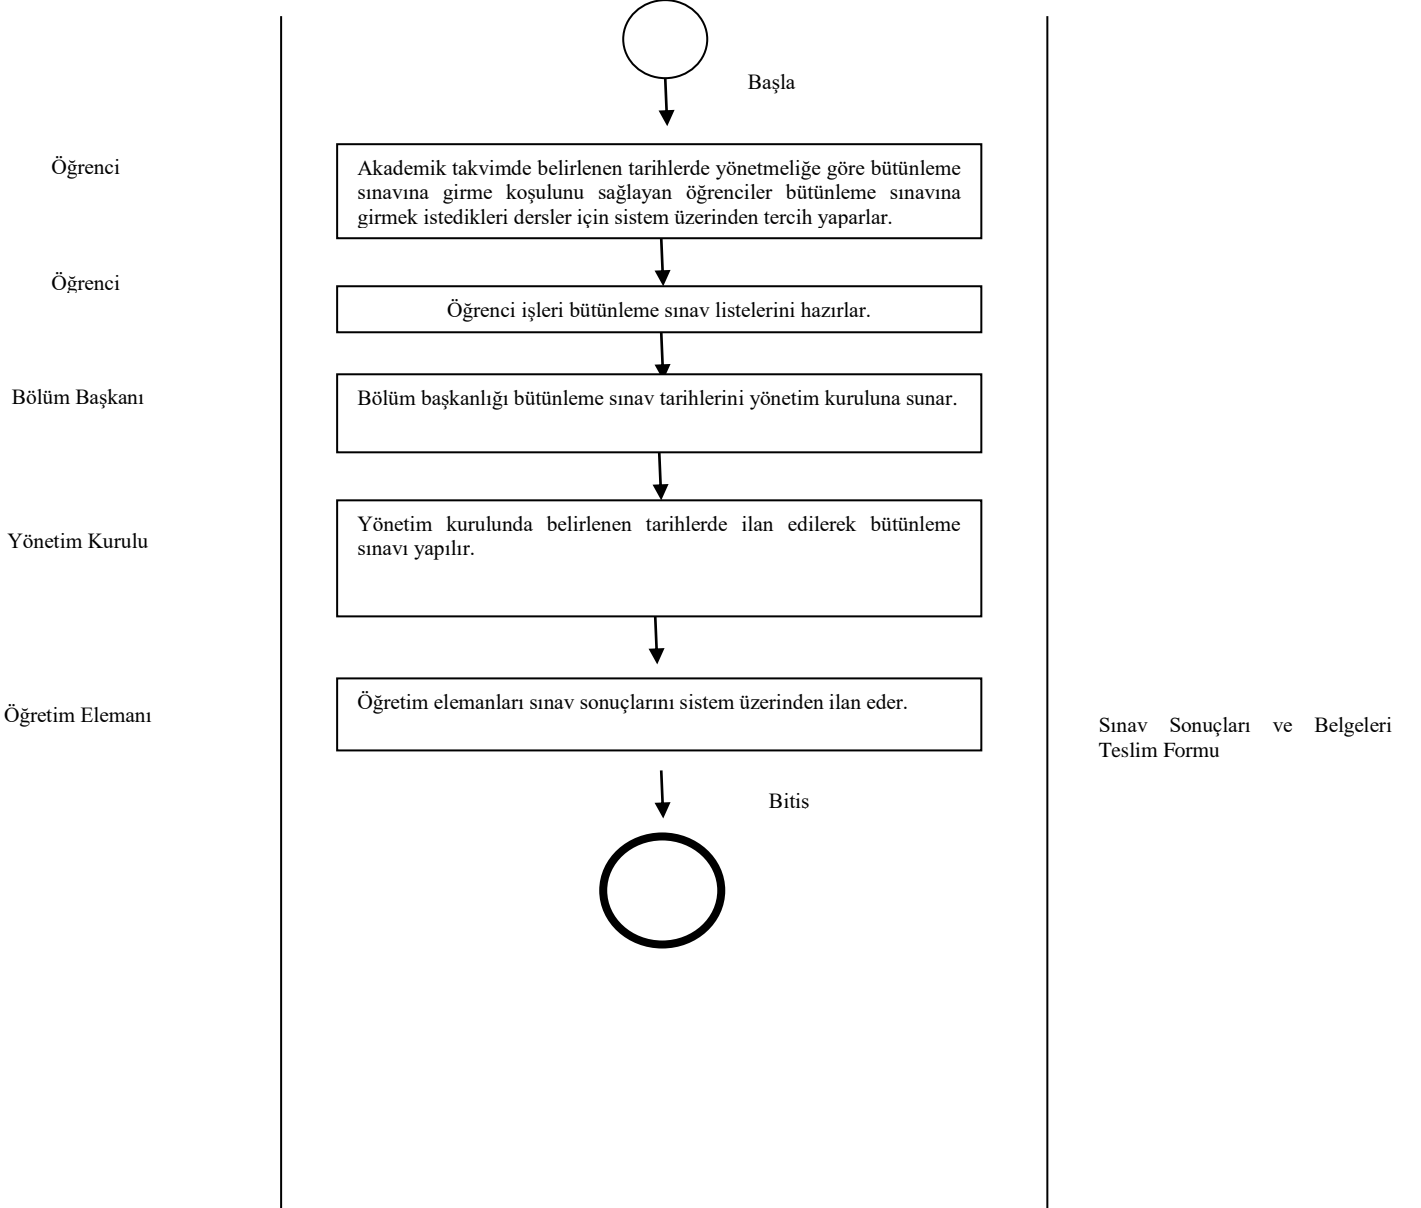 Başla
Öğrenci
Akademik takvimde belirlenen tarihlerde yönetmeliğe göre bütünleme
sınavına girme koşulunu sağlayan öğrenciler bütünleme sınavına
girmek istedikleri dersler için sistem üzerinden tercih yaparlar.
Öğrenci
Öğrenci işleri bütünleme sınav listelerini hazırlar.
Bölüm Başkanı
Bölüm başkanlığı bütünleme sınav tarihlerini yönetim kuruluna sunar.
Yönetim Kurulu
Yönetim kurulunda belirlenen tarihlerde ilan edilerek bütünleme
sınavı yapılır.
Öğretim Elemanı
Öğretim elemanları sınav sonuçlarını sistem üzerinden ilan eder.
Sınav Sonuçları ve Belgeleri
Teslim Formu
Bitis